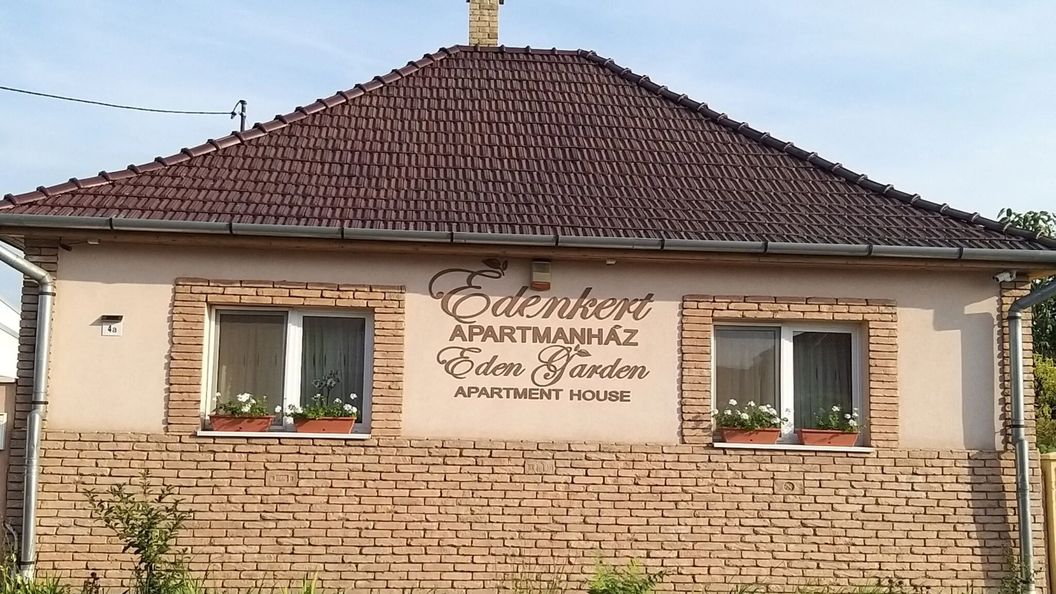 4a
Edenkert
APARTMANHÁZ
Eden Garden
APARTMENT HOUSE